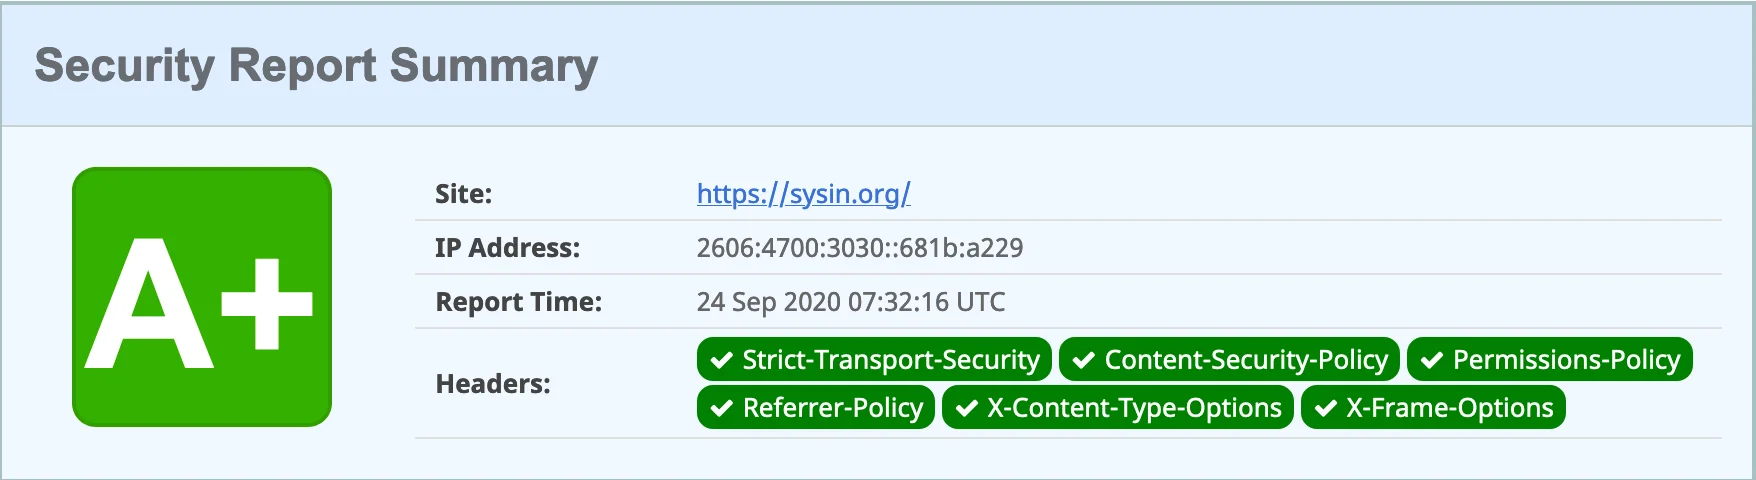 Security Report Summary
A+
Site: https://sysin.org/
IP Address: 2606:4700:3030::681b:a229
Report Time: 24 Sep 2020 07:32:16 UTC
Headers: ✔ Strict-Transport-Security ✔ Content-Security-Policy ✔ Permissions-Policy
✔ Referrer-Policy ✔ X-Content-Type-Options ✔ X-Frame-Options